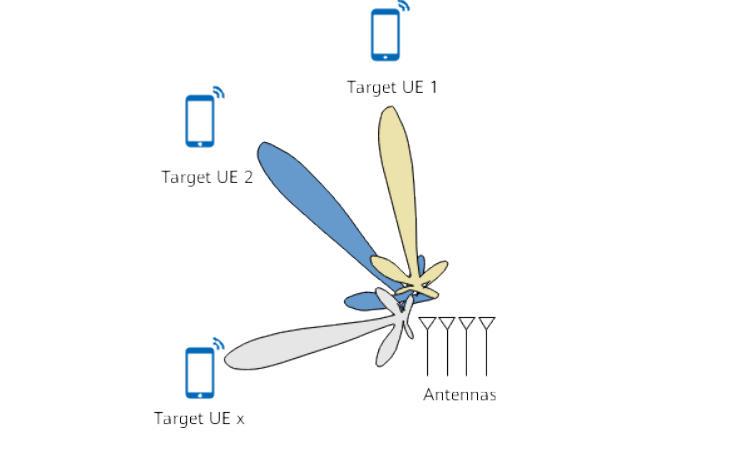 Target UE 1
Target UE 2
Antennas
Target UE x